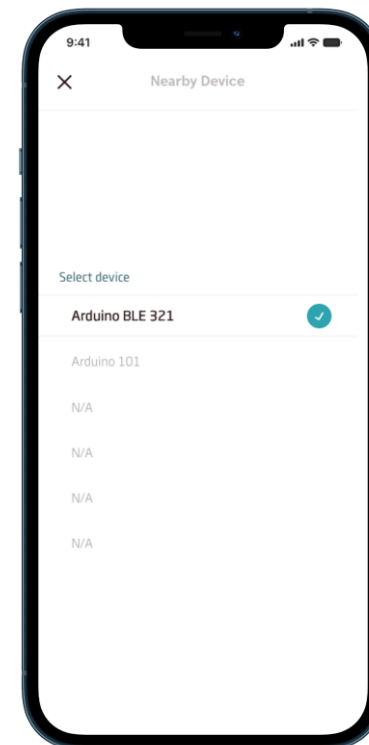 9:41
Nearby Device
Select device
Arduino BLE 321
Arduino 101
N/A
N/A
N/A
N/A